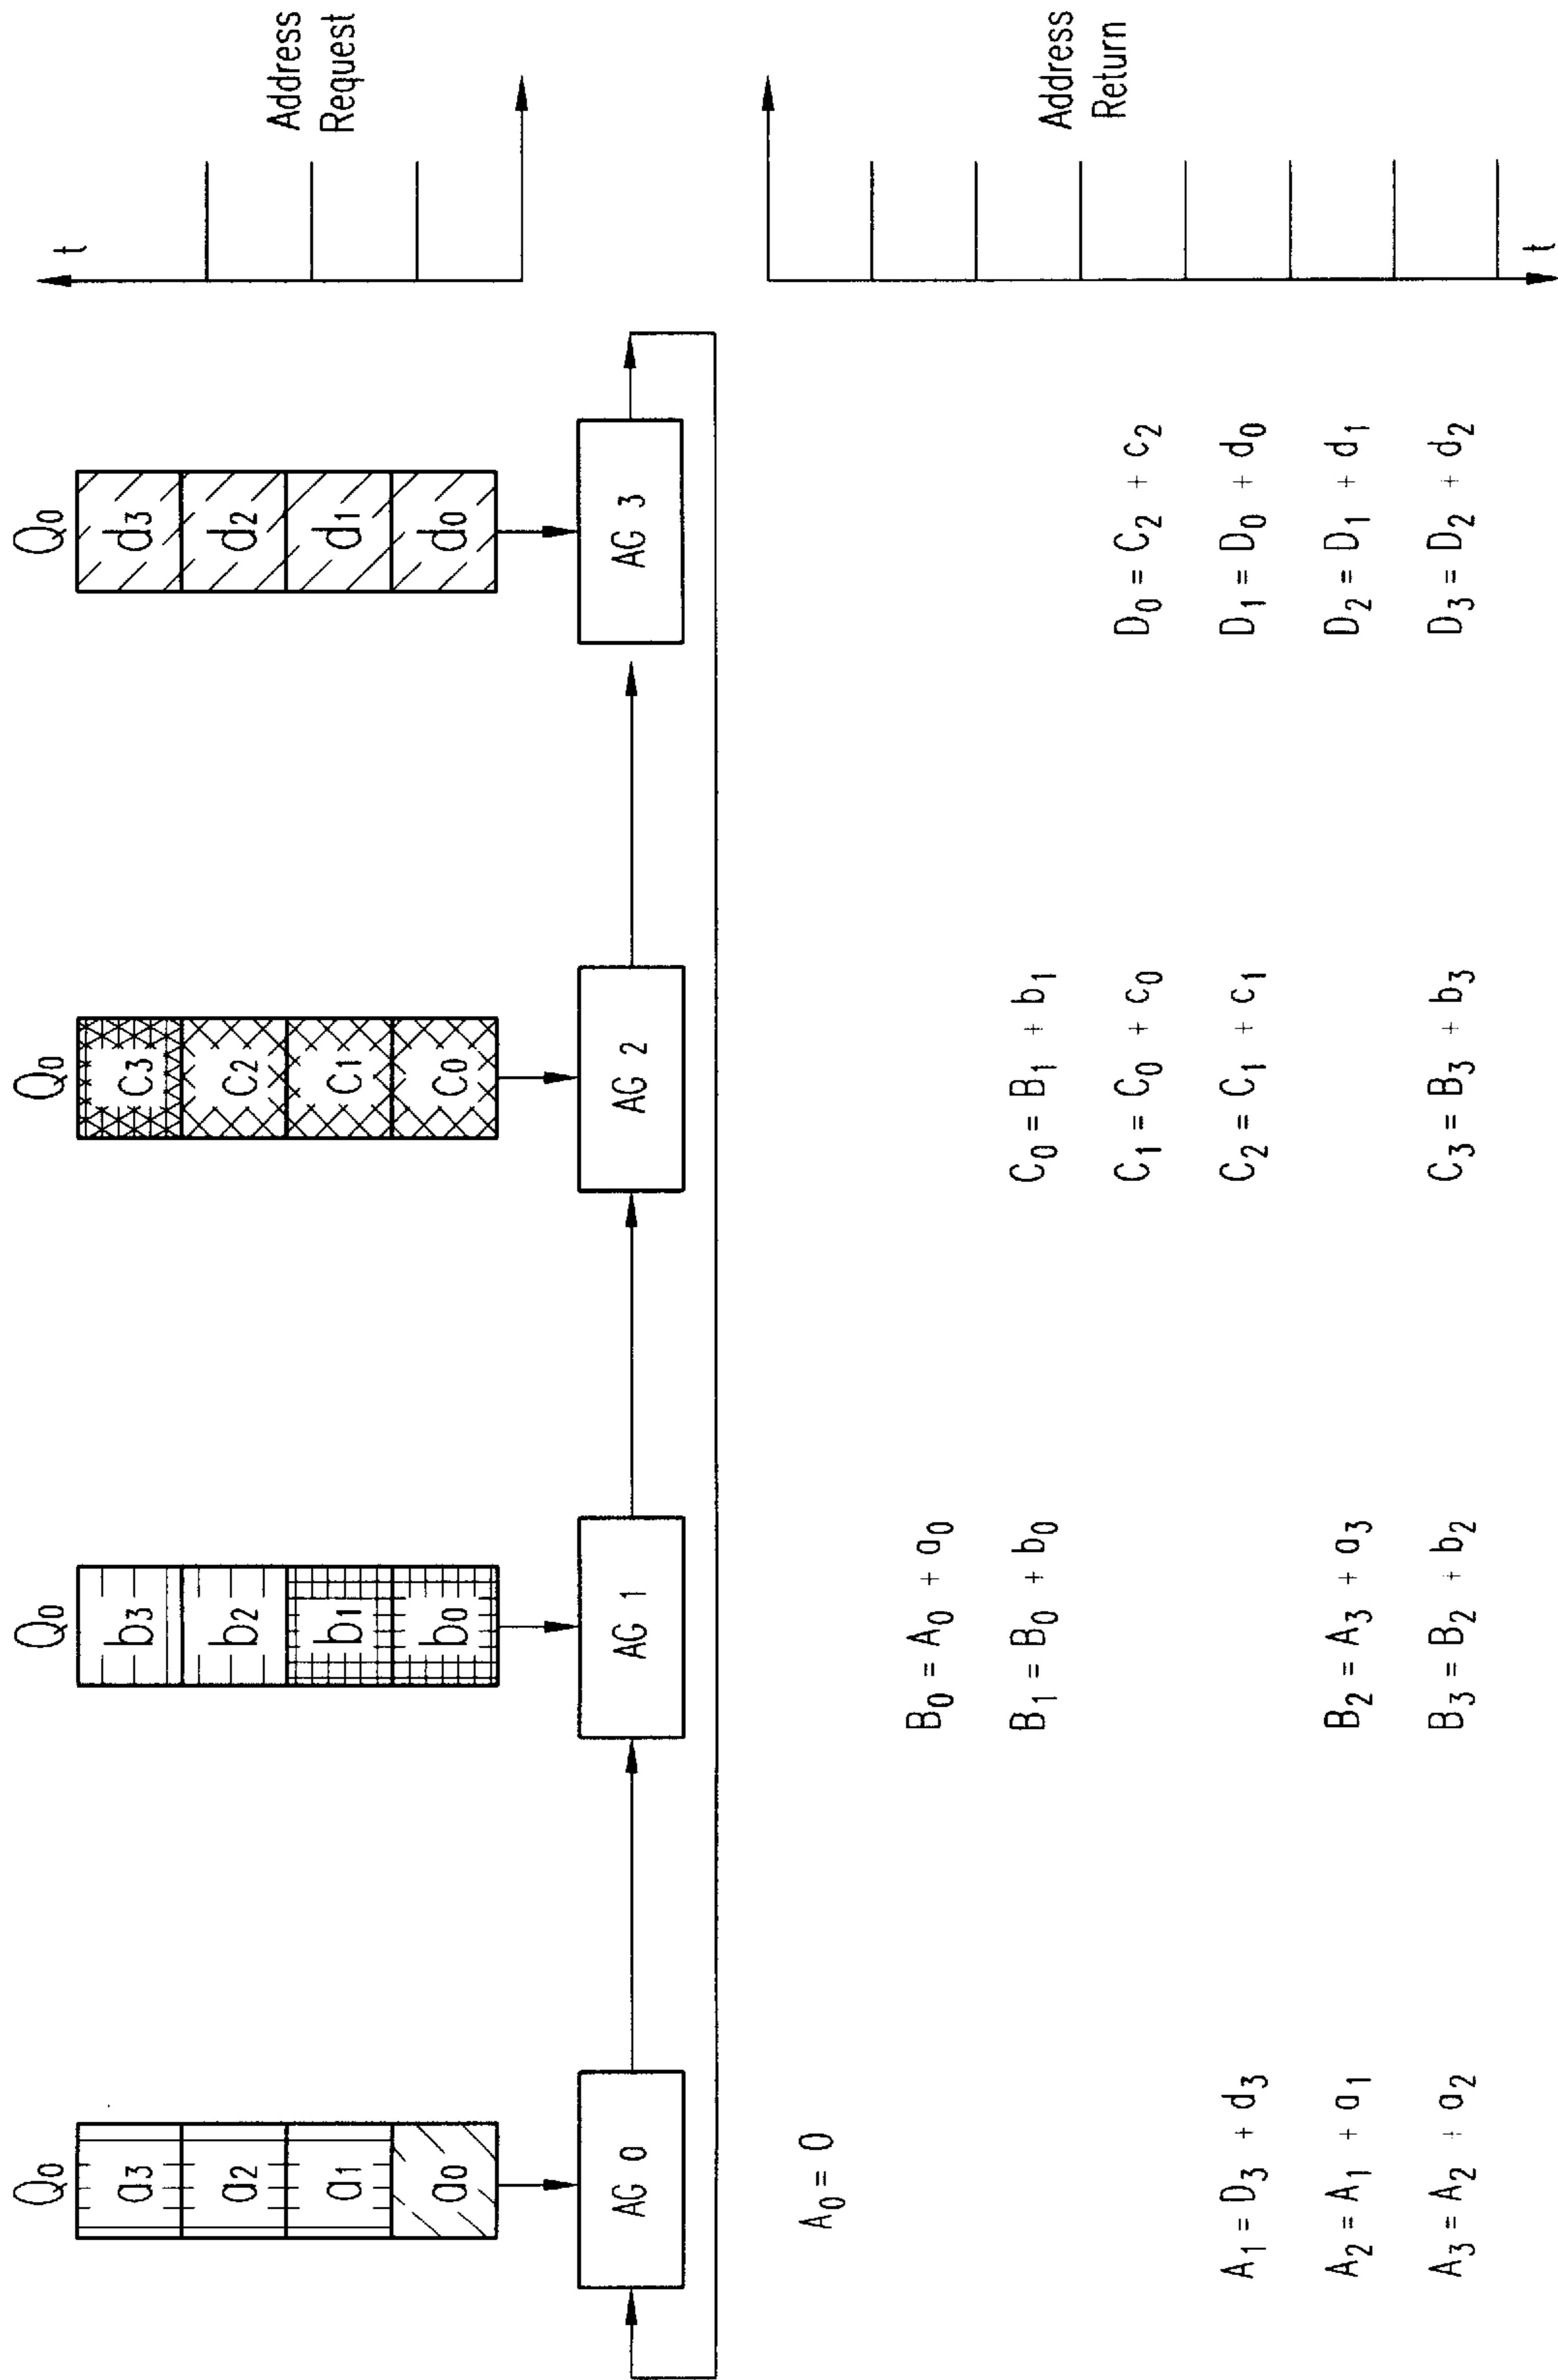 Q₀ Q₀ Q₀ Q₀
t
a₃ b₃ c₃ d₃
a₂ b₂ c₂ d₂
a₁ b₁ c₁ d₁
a₀ b₀ c₀ d₀
Address
Request
AG 0 AG 1 AG 2 AG 3
A₀ = 0
B₀ = A₀ + a₀
B₁ = B₀ + b₀ C₀ = B₁ + b₁
C₁ = C₀ + c₀ D₀ = C₂ + c₂
A₁ = D₃ + d₃ C₂ = C₁ + c₁ D₁ = D₀ + d₀
A₂ = A₁ + a₁ B₂ = A₃ + a₃ D₂ = D₁ + d₁
A₃ = A₂ + a₂ B₃ = B₂ + b₂ C₃ = B₃ + b₃ D₃ = D₂ + d₂
Address
Return
t